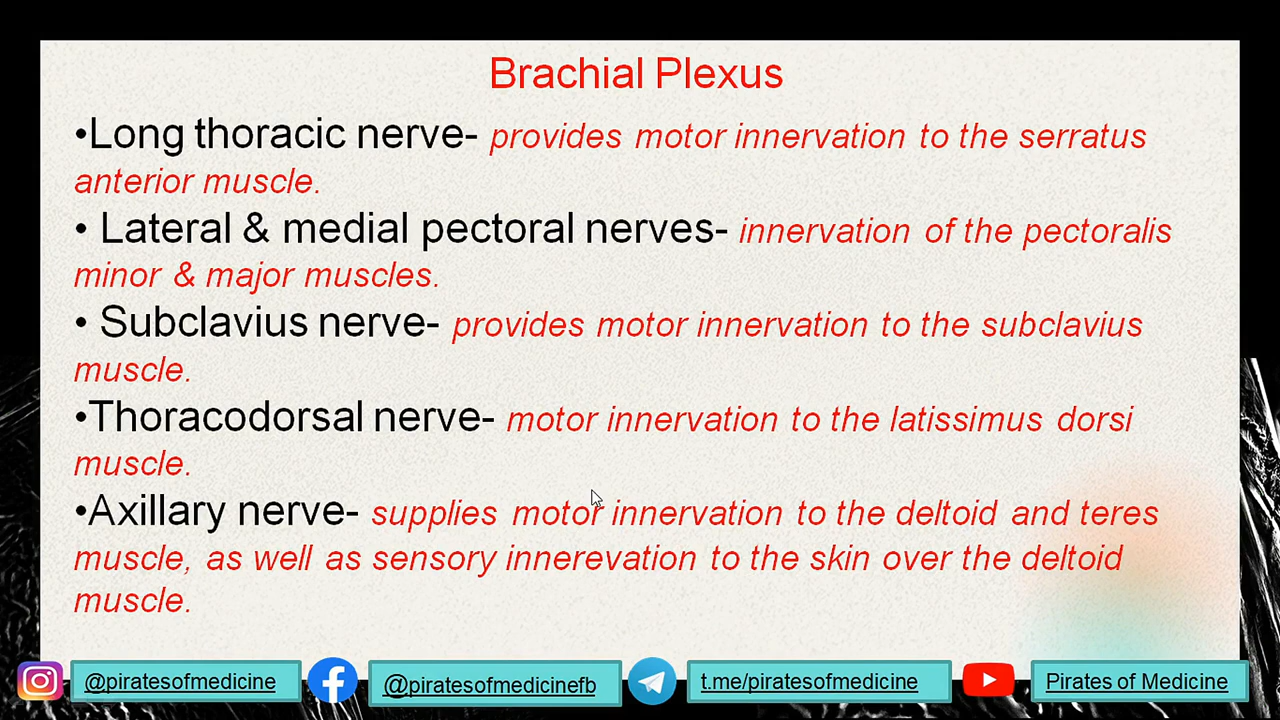 Brachial Plexus
•Long thoracic nerve- provides motor innervation to the serratus
anterior muscle.
• Lateral & medial pectoral nerves- innervation of the pectoralis
minor & major muscles.
• Subclavius nerve- provides motor innervation to the subclavius
muscle.
•Thoracodorsal nerve- motor innervation to the latissimus dorsi
muscle.
•Axillary nerve- supplies motor innervation to the deltoid and teres
muscle, as well as sensory innerevation to the skin over the deltoid
muscle.
@piratesofmedicine
@piratesofmedicinefb
t.me/piratesofmedicine
Pirates of Medicine